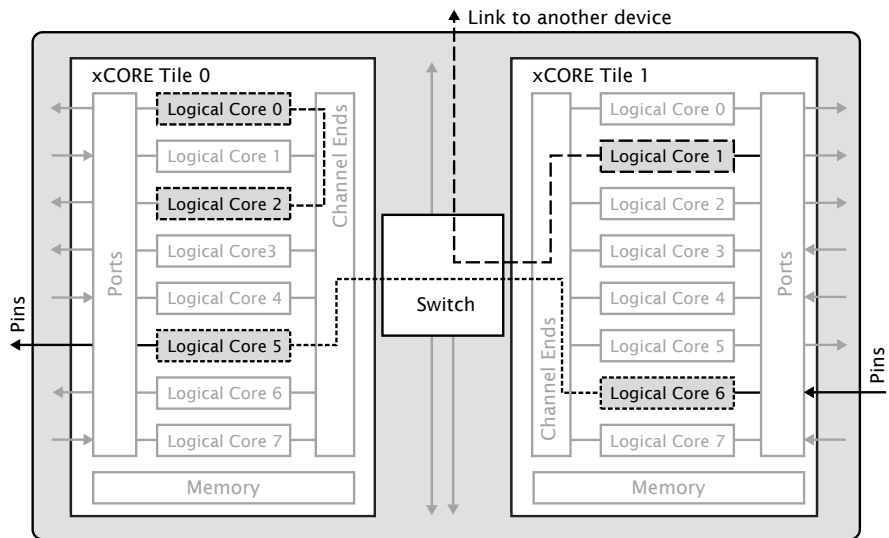 Link to another device
xCORE Tile 0
Logical Core 0
Logical Core 1
Logical Core 2
Logical Core3
Logical Core 4
Logical Core 5
Logical Core 6
Logical Core 7
Ports
Channel Ends
Memory
Pins
Switch
xCORE Tile 1
Logical Core 0
Logical Core 1
Logical Core 2
Logical Core 3
Logical Core 4
Logical Core 5
Logical Core 6
Logical Core 7
Channel Ends
Ports
Memory
Pins